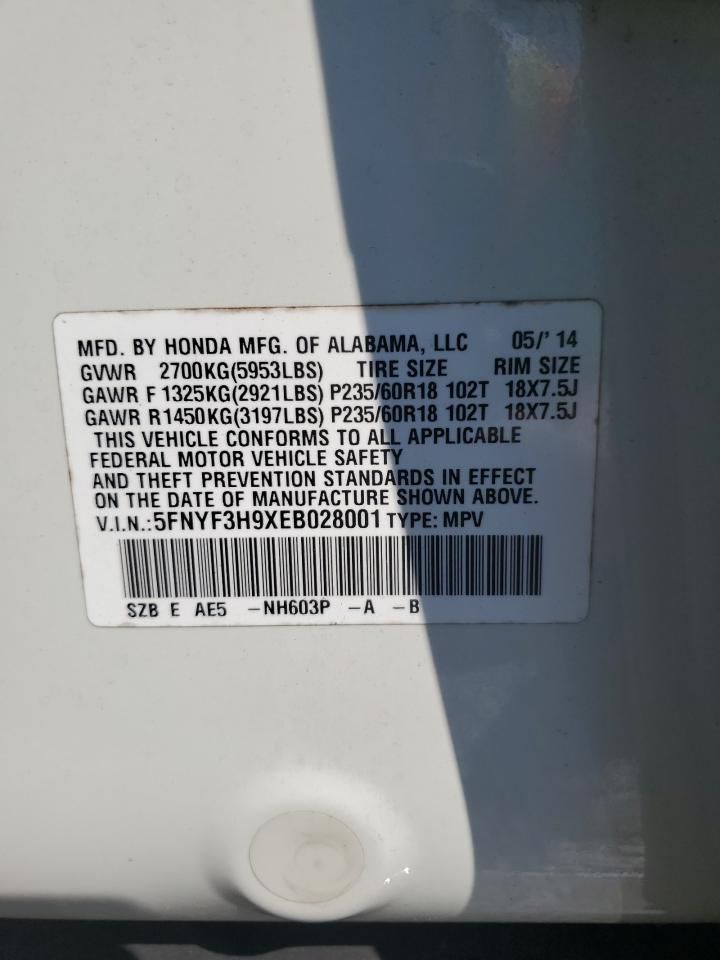 MFD. BY HONDA MFG. OF ALABAMA, LLC 05/' 14
GVWR 2700KG(5953LBS) TIRE SIZE RIM SIZE
GAWR F 1325KG(2921LBS) P235/60R18 102T 18X7.5J
GAWR R1450KG(3197LBS) P235/60R18 102T 18X7.5J
THIS VEHICLE CONFORMS TO ALL APPLICABLE
FEDERAL MOTOR VEHICLE SAFETY
AND THEFT PREVENTION STANDARDS IN EFFECT
ON THE DATE OF MANUFACTURE SHOWN ABOVE.
V.I.N.:5FNYF3H9XEB028001 TYPE: MPV
SZB E AE5 -NH603P -A -B